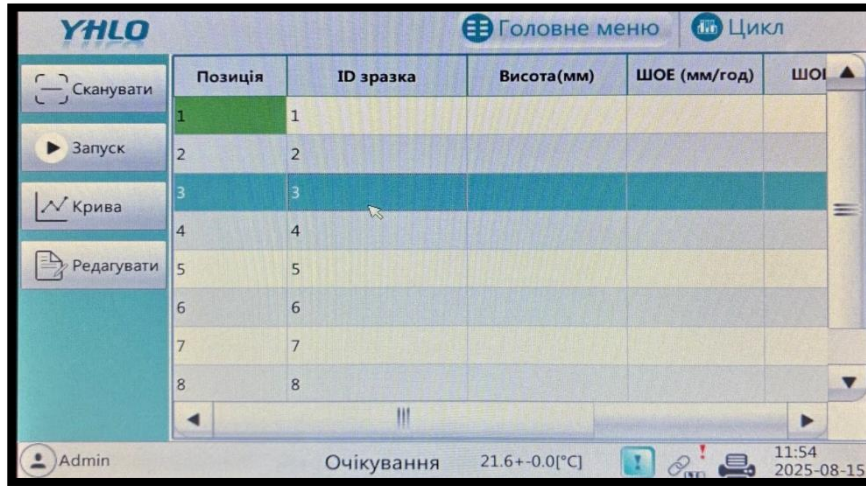 YHLO Головне меню Цикл
Сканувати
Запуск
Крива
Редагувати
Позиція ID зразка Висота(мм) ШОЕ (мм/год)
1 1
2 2
3 3
4 4
5 5
6 6
7 7
8 8
Admin Очікування 21.6+-0.0[°C] 11:54
2025-08-15